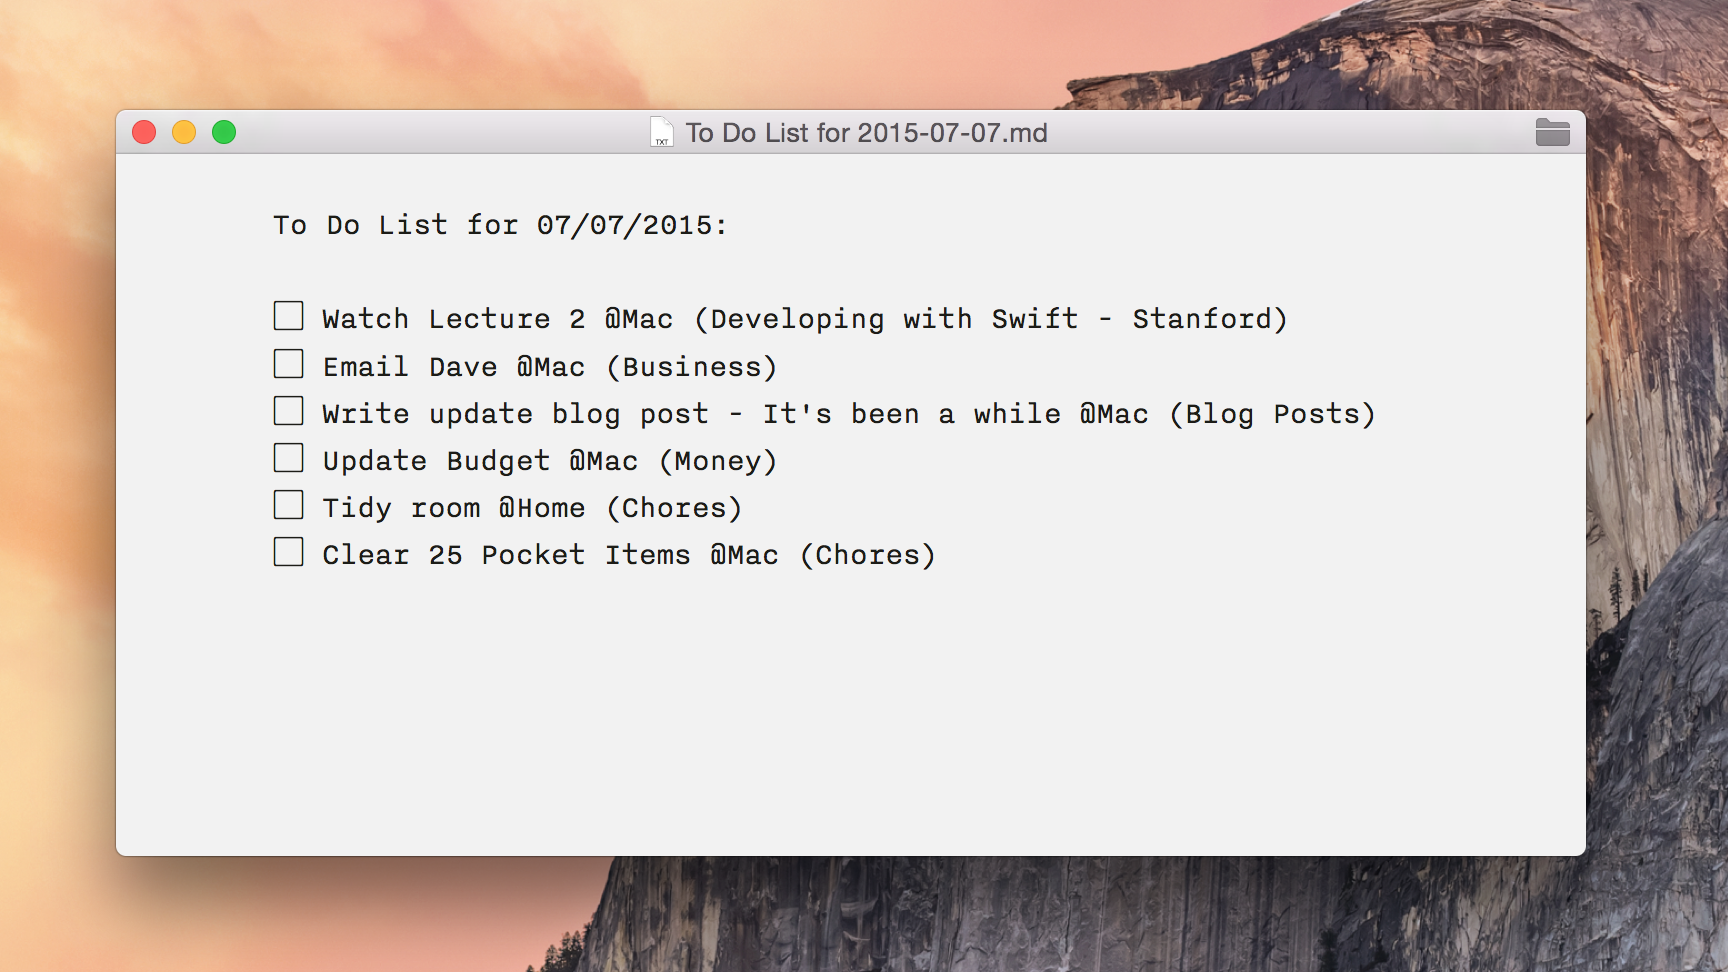 TXT To Do List for 2015-07-07.md
To Do List for 07/07/2015:
Watch Lecture 2 @Mac (Developing with Swift - Stanford)
Email Dave @Mac (Business)
Write update blog post - It's been a while @Mac (Blog Posts)
Update Budget @Mac (Money)
Tidy room @Home (Chores)
Clear 25 Pocket Items @Mac (Chores)